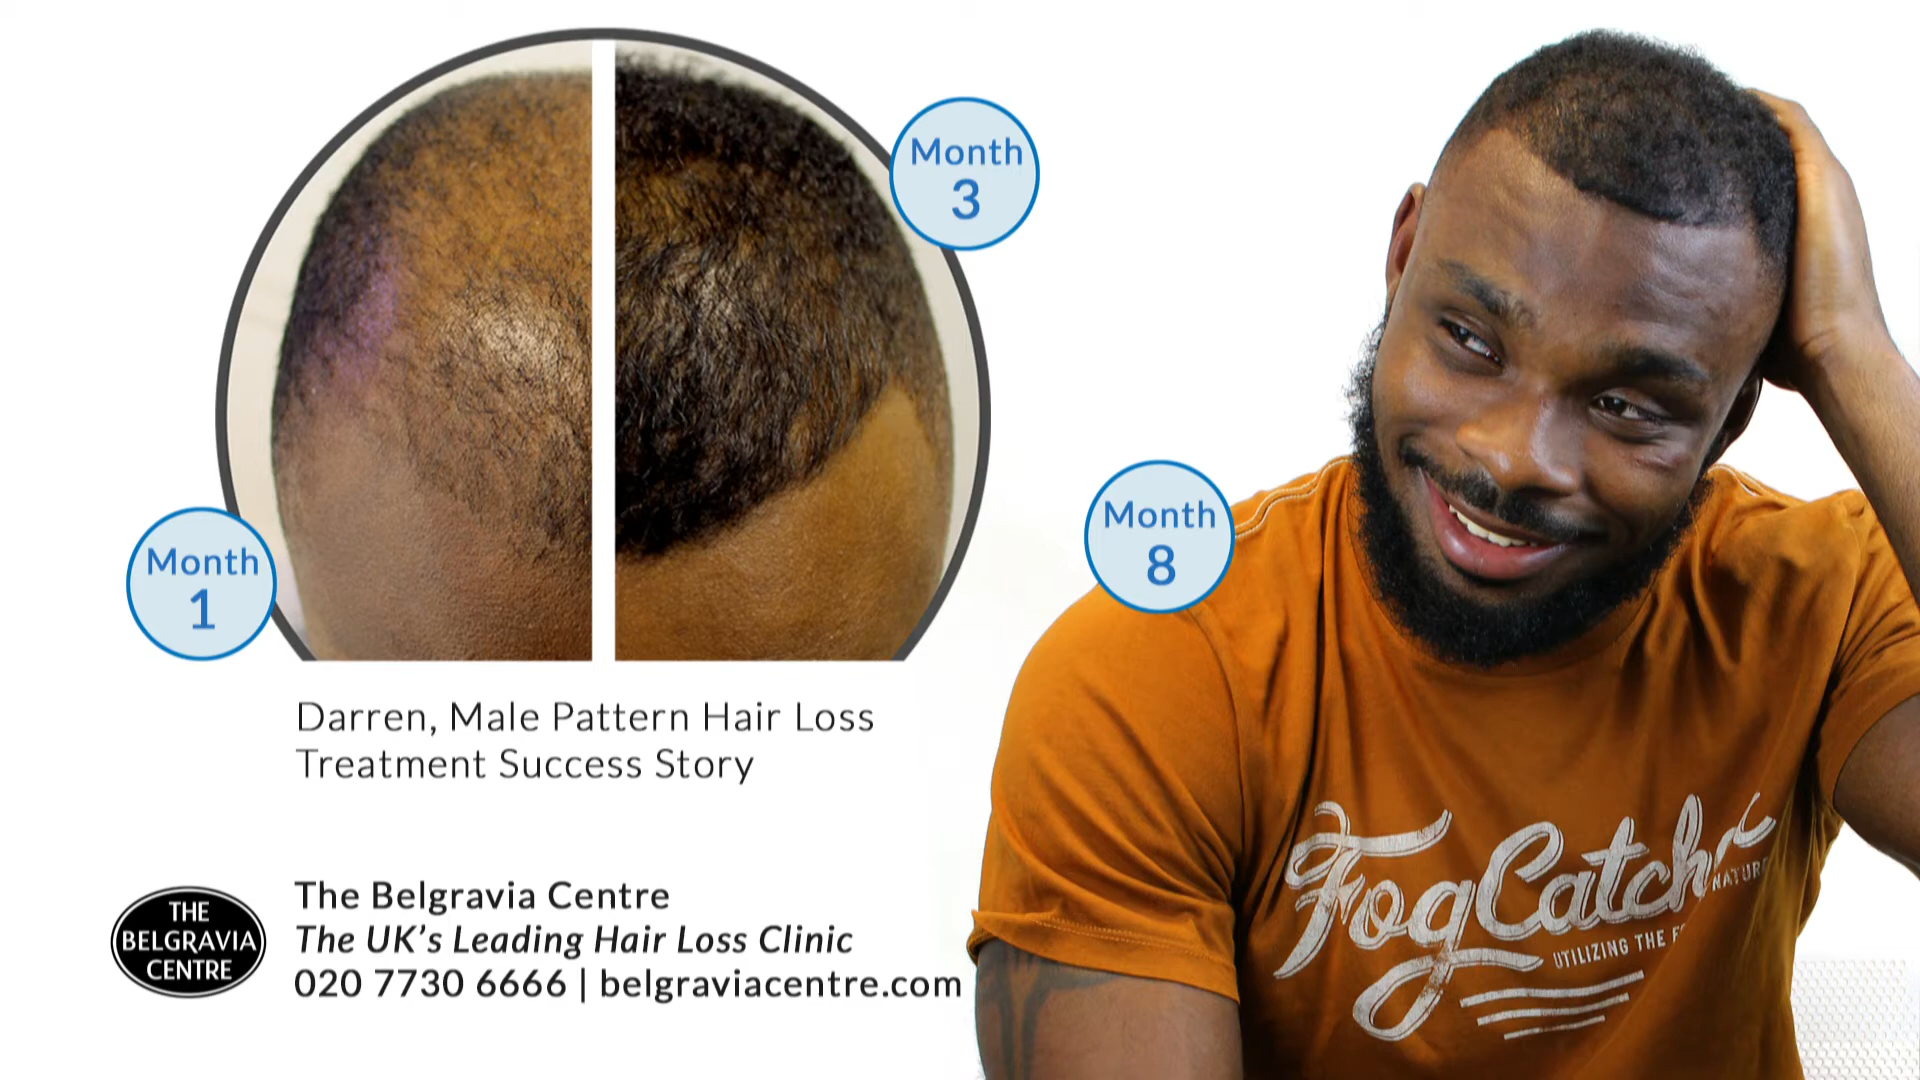 Month
1
Month
3
Month
8
Darren, Male Pattern Hair Loss
Treatment Success Story
THE
BELGRAVIA
CENTRE
The Belgravia Centre
The UK's Leading Hair Loss Clinic
020 7730 6666 | belgraviacentre.com
FogCatch
NATUR
UTILIZING THE F